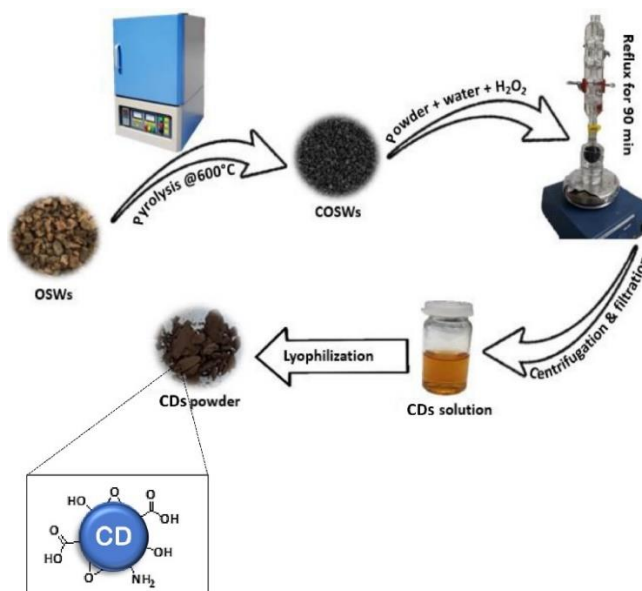 OSWs
Pyrolysis @600°C
COSWs
Powder + water + H₂O₂
Reflux for 90 min
Centrifugation & filtration
CDs solution
Lyophilization
CDs powder
O
HO
O
OH
O
HO
CD
OH
O
NH₂